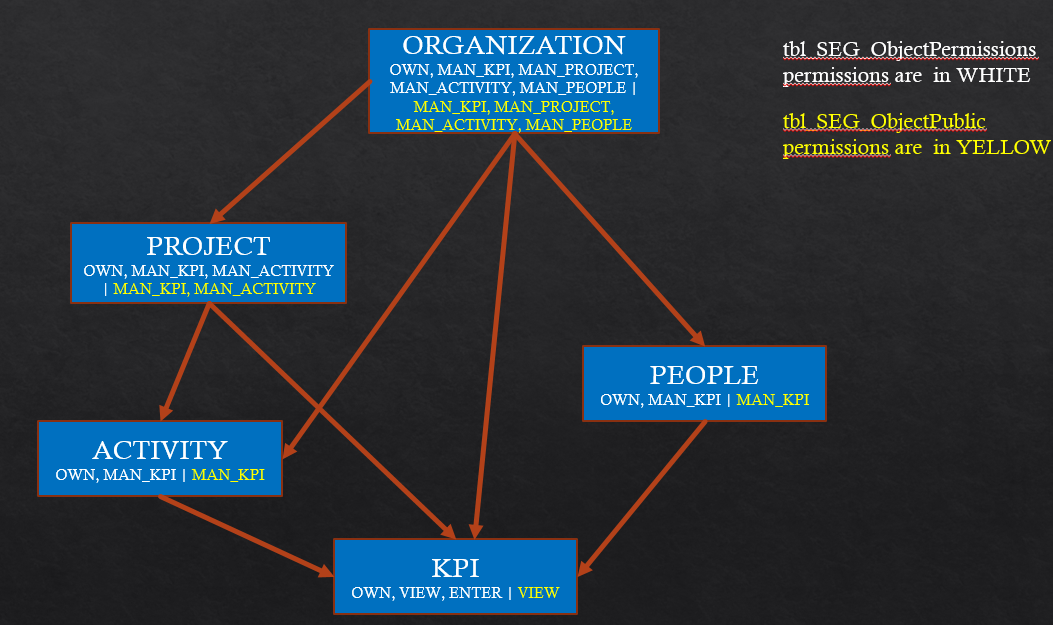 ORGANIZATION
OWN, MAN_KPI, MAN_PROJECT,
MAN_ACTIVITY, MAN_PEOPLE |
MAN_KPI, MAN_PROJECT,
MAN_ACTIVITY, MAN_PEOPLE
tbl_SEG_ObjectPermissions
permissions are  in WHITE
tbl_SEG_ObjectPublic
permissions are  in YELLOW
PROJECT
OWN, MAN_KPI, MAN_ACTIVITY
| MAN_KPI, MAN_ACTIVITY
PEOPLE
OWN, MAN_KPI | MAN_KPI
ACTIVITY
OWN, MAN_KPI | MAN_KPI
KPI
OWN, VIEW, ENTER | VIEW